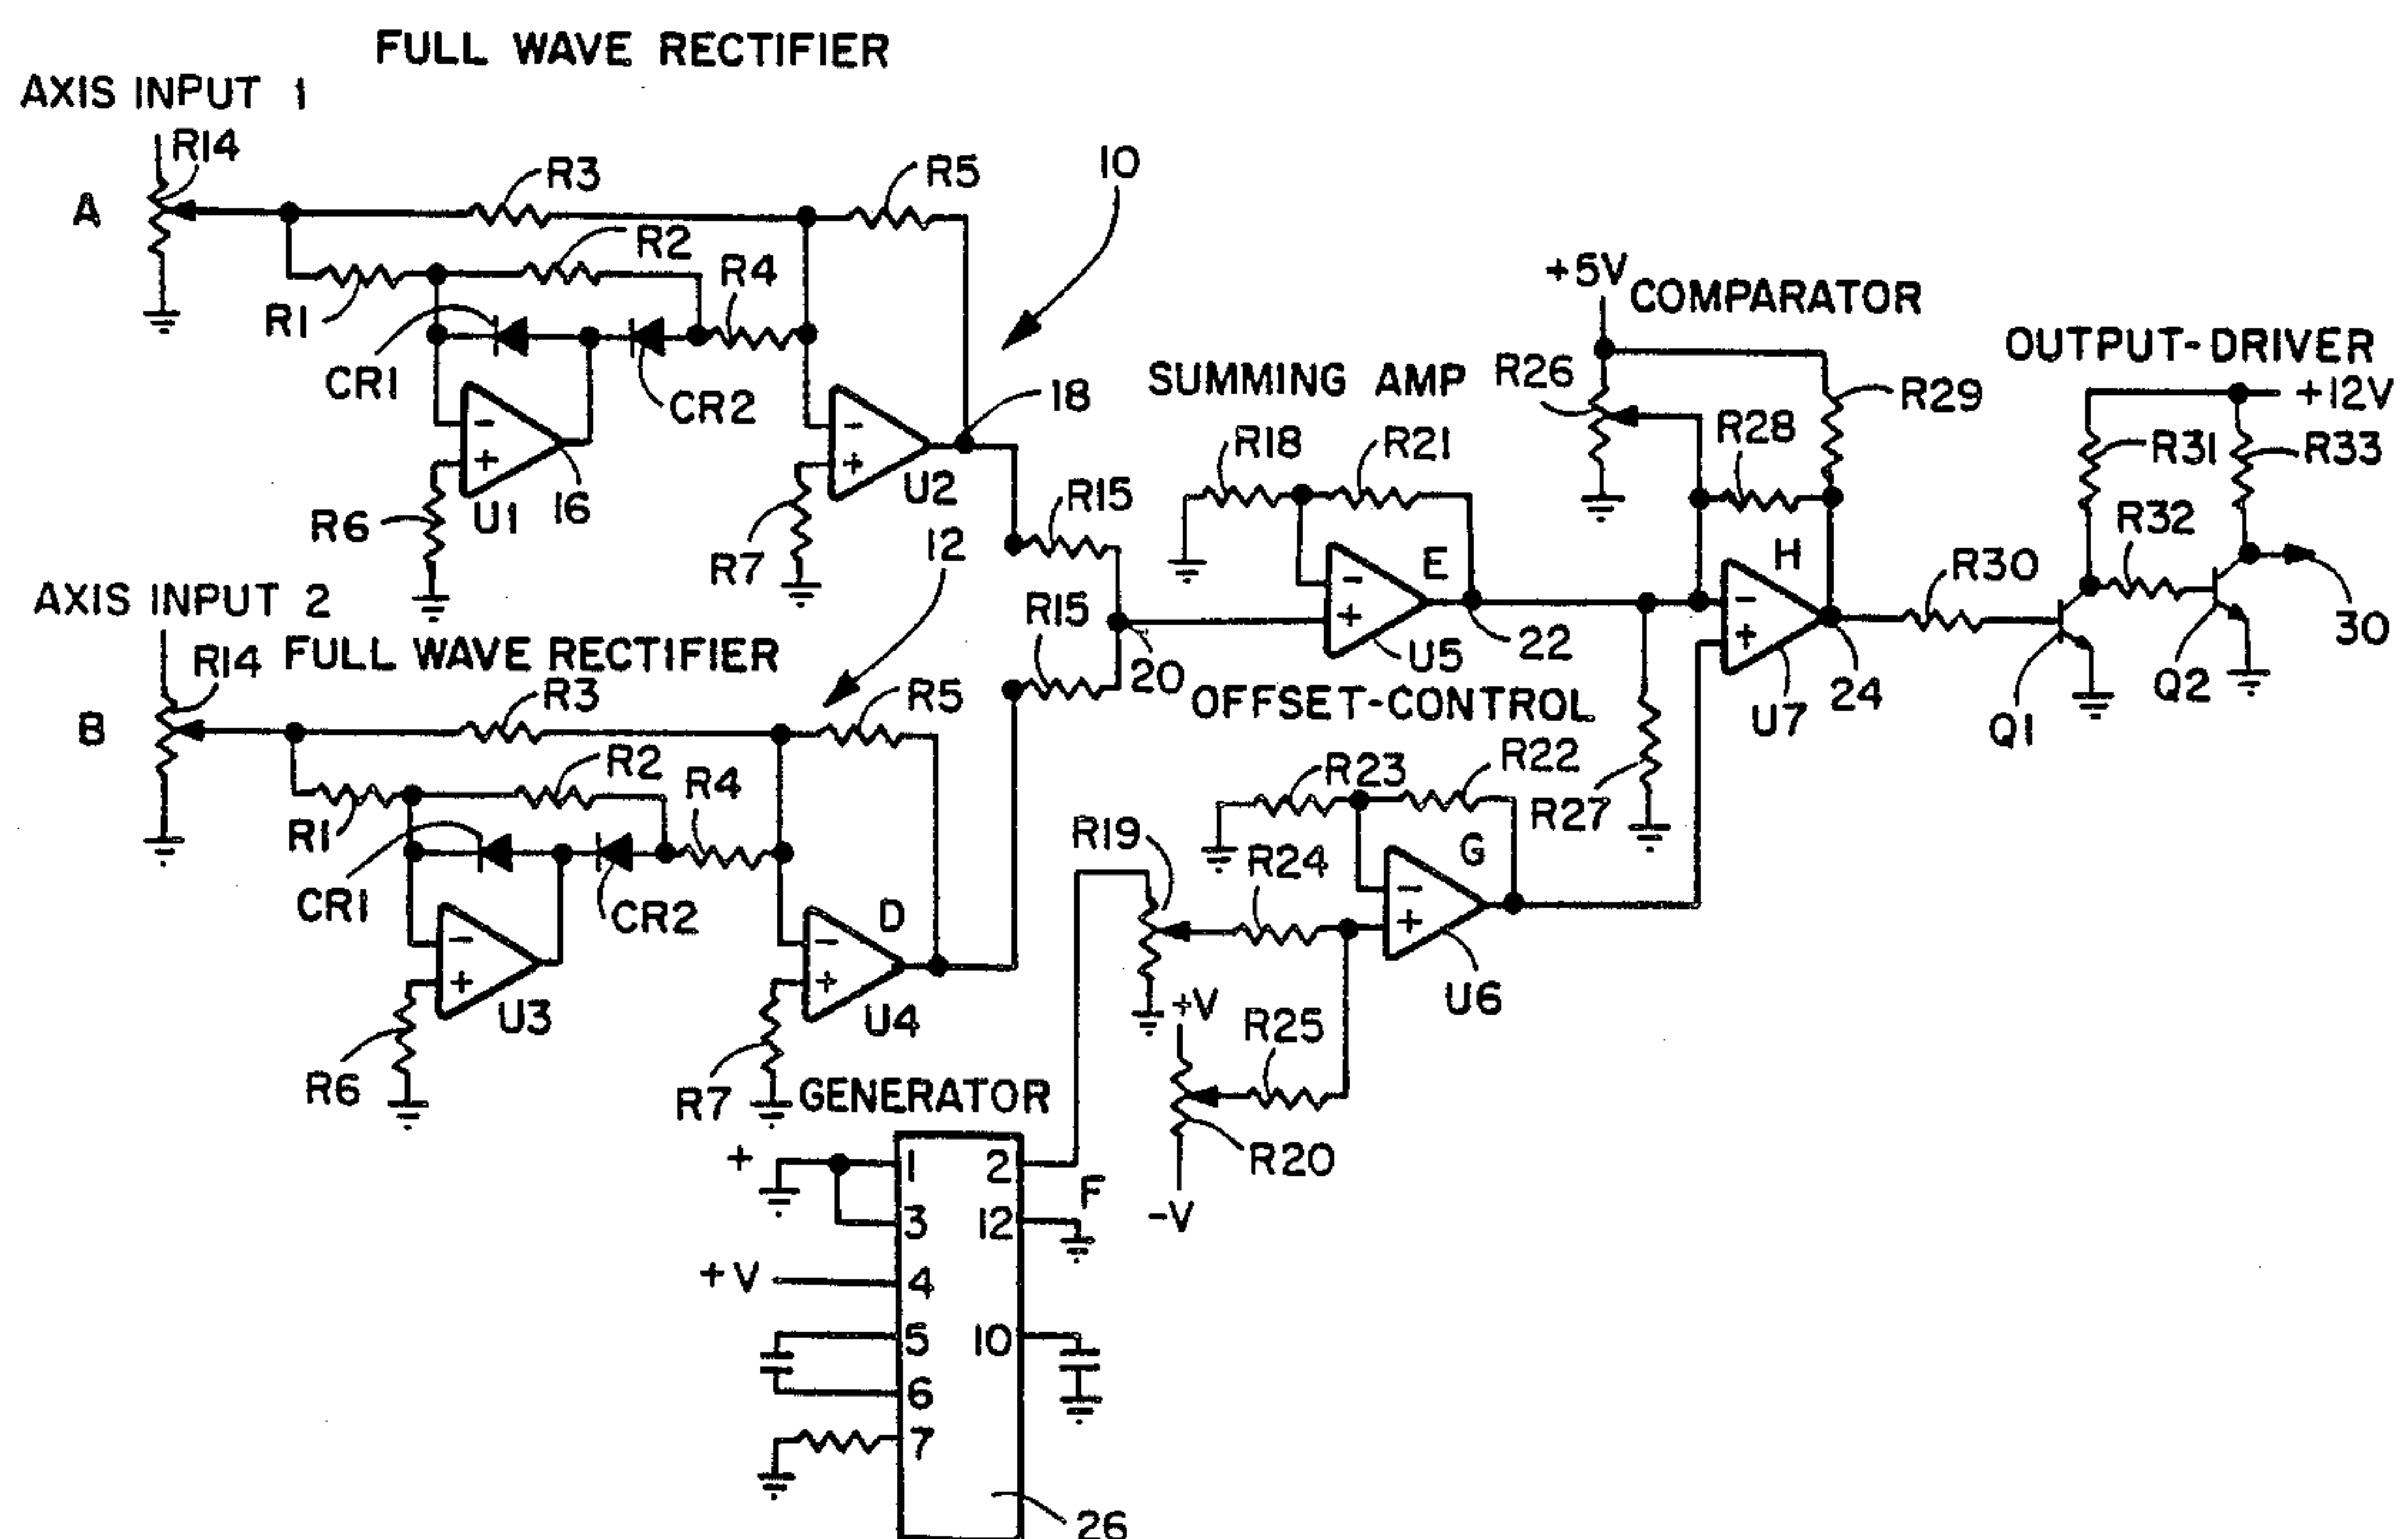 FULL WAVE RECTIFIER
AXIS INPUT 1
R14
A
R3
R5
10
R2
R4
R1
CR1
CR2
18
16
U1
R6
U2
R7
12
R15
R15
20
SUMMING AMP
R18
R21
E
U5
22
+5V
COMPARATOR
R26
R28
R29
H
U7
24
R27
OUTPUT-DRIVER
+12V
R31
R33
R32
R30
Q1
Q2
30
AXIS INPUT 2
R14
FULL WAVE RECTIFIER
B
R3
R5
R2
R4
R1
CR1
CR2
D
U3
U4
R6
R7
OFFSET-CONTROL
R23
R22
R19
R24
G
U6
+V
R25
R20
-V
GENERATOR
+
1
2
F
3
12
+V
4
5
10
6
7
26
- +
- +
- +
- +
- +
- +
- +